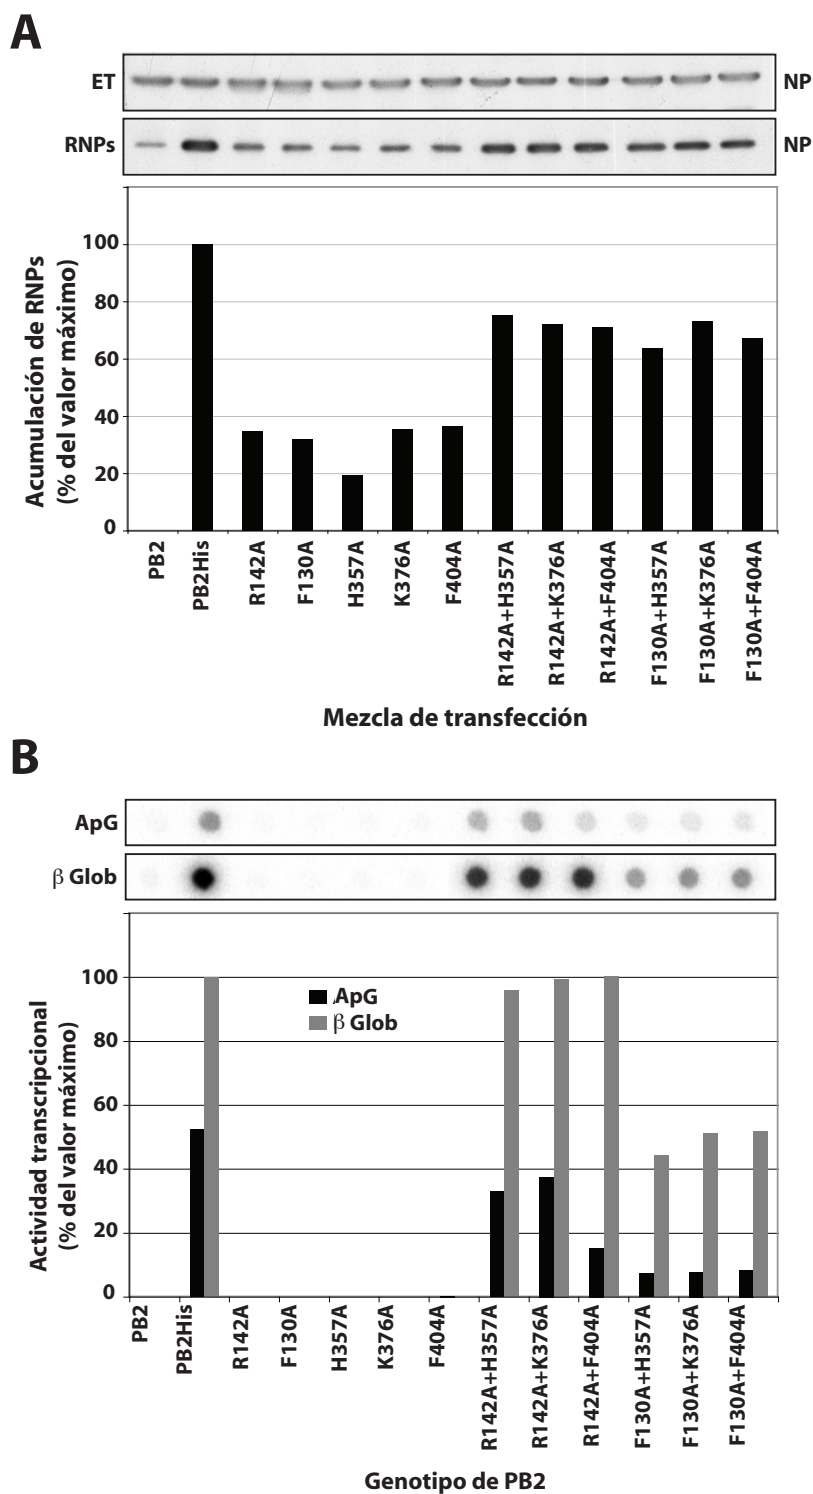 A
ET
NP
RNPs
NP
Acumulación de RNPs
(% del valor máximo)
100
80
60
40
20
0
PB2
PB2His
R142A
F130A
H357A
K376A
F404A
R142A+H357A
R142A+K376A
R142A+F404A
F130A+H357A
F130A+K376A
F130A+F404A
Mezcla de transfección
B
ApG
β Glob
Actividad transcripcional
(% del valor máximo)
100
80
60
40
20
0
ApG
β Glob
PB2
PB2His
R142A
F130A
H357A
K376A
F404A
R142A+H357A
R142A+K376A
R142A+F404A
F130A+H357A
F130A+K376A
F130A+F404A
Genotipo de PB2